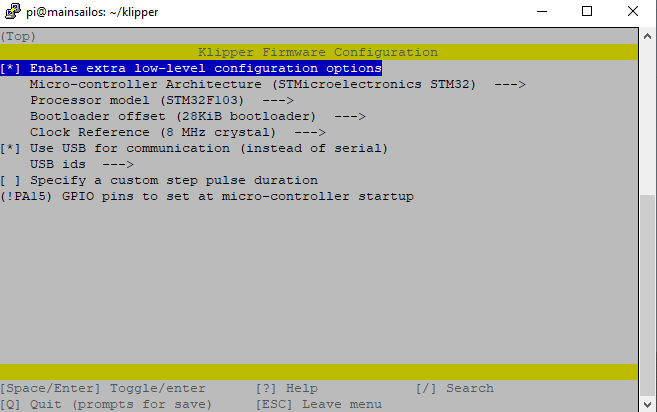 pi@mainsailos: ~/klipper
(Top)
Klipper Firmware Configuration
[*] Enable extra low-level configuration options
Micro-controller Architecture (STMicroelectronics STM32)  --->
Processor model (STM32F103)  --->
Bootloader offset (28KiB bootloader)  --->
Clock Reference (8 MHz crystal)  --->
[*] Use USB for communication (instead of serial)
USB ids  --->
[ ] Specify a custom step pulse duration
(!PA15) GPIO pins to set at micro-controller startup
[Space/Enter] Toggle/enter [?] Help [/] Search
[Q] Quit (prompts for save) [ESC] Leave menu